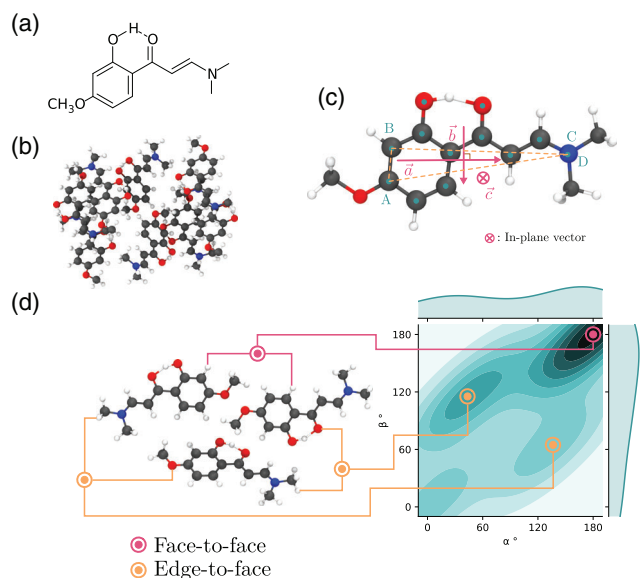 (a)
O H O
N
CH3O
(b)
(c)
B
b
C
D
a
A
c
⊗ : In-plane vector
(d)
180
120
60
0
β °
0 60 120 180
α °
Face-to-face
Edge-to-face